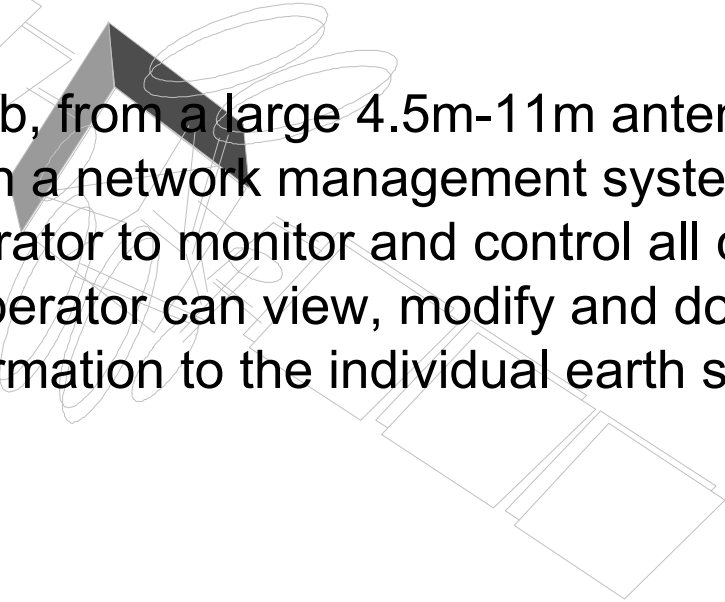 b, from a large 4.5m-11m anten
n a network management syste
rator to monitor and control all c
perator can view, modify and do
rmation to the individual earth s